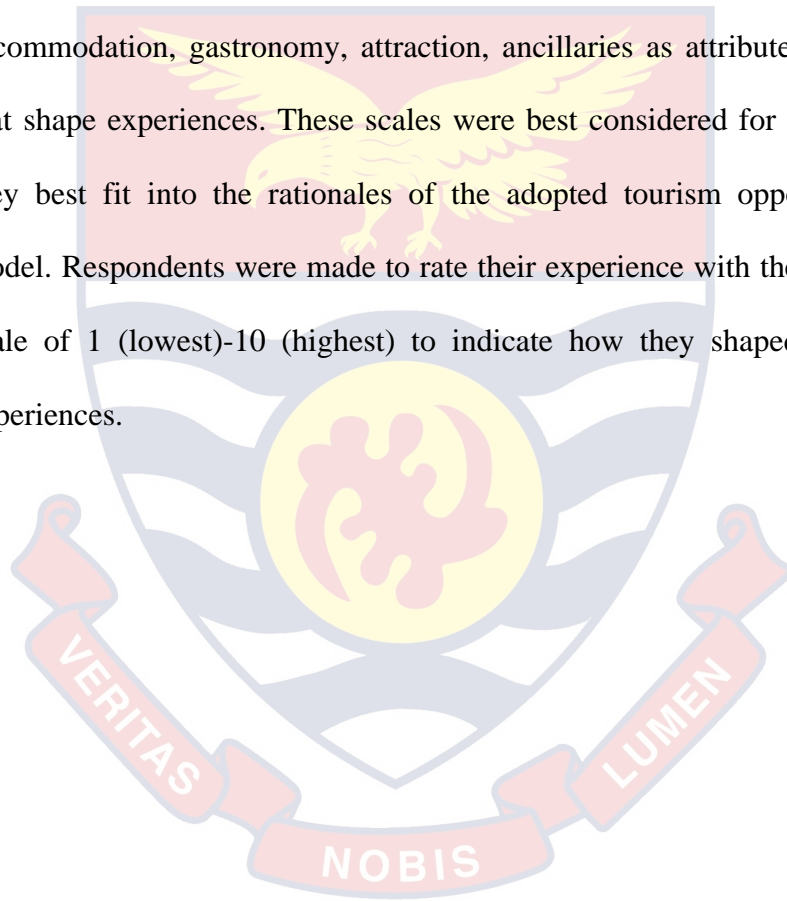 commodation, gastronomy, attraction, ancillaries as attribute
at shape experiences. These scales were best considered for
ey best fit into the rationales of the adopted tourism oppo
odel. Respondents were made to rate their experience with the
ale of 1 (lowest)-10 (highest) to indicate how they shaped
periences.
VERITAS
NOBIS
LUMEN